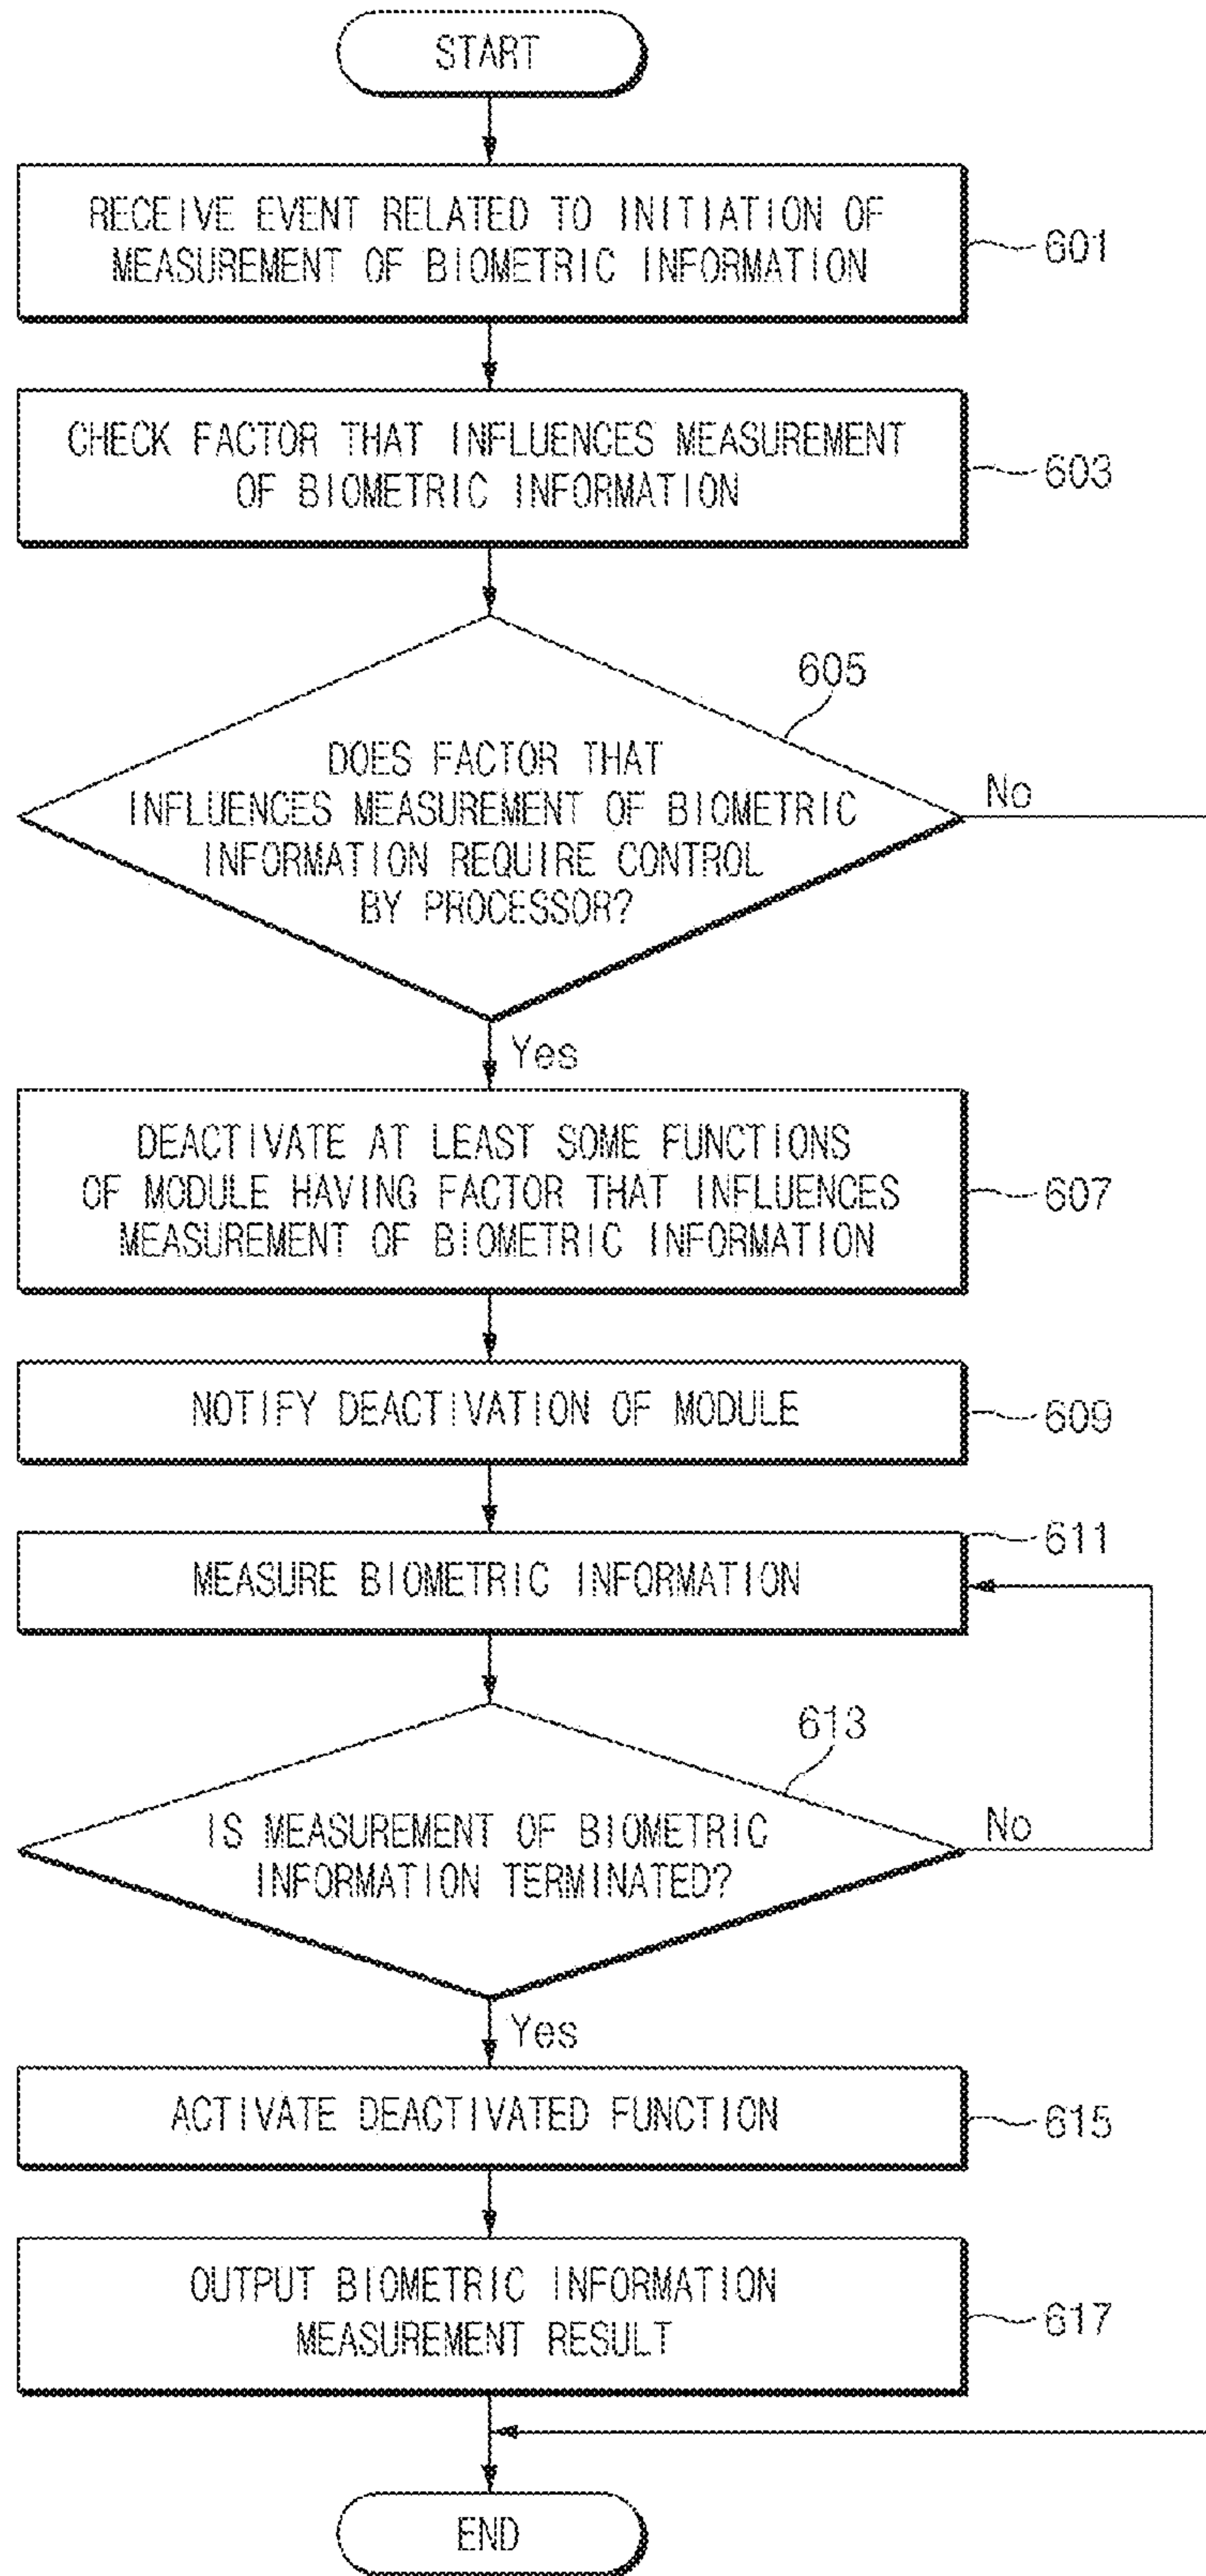 START
RECEIVE EVENT RELATED TO INITIATION OF
MEASUREMENT OF BIOMETRIC INFORMATION
601
CHECK FACTOR THAT INFLUENCES MEASUREMENT
OF BIOMETRIC INFORMATION
603
605
DOES FACTOR THAT
INFLUENCES MEASUREMENT OF BIOMETRIC
INFORMATION REQUIRE CONTROL
BY PROCESSOR?
No
Yes
DEACTIVATE AT LEAST SOME FUNCTIONS
OF MODULE HAVING FACTOR THAT INFLUENCES
MEASUREMENT OF BIOMETRIC INFORMATION
607
NOTIFY DEACTIVATION OF MODULE
609
MEASURE BIOMETRIC INFORMATION
611
613
IS MEASUREMENT OF BIOMETRIC
INFORMATION TERMINATED?
No
Yes
ACTIVATE DEACTIVATED FUNCTION
615
OUTPUT BIOMETRIC INFORMATION
MEASUREMENT RESULT
617
END